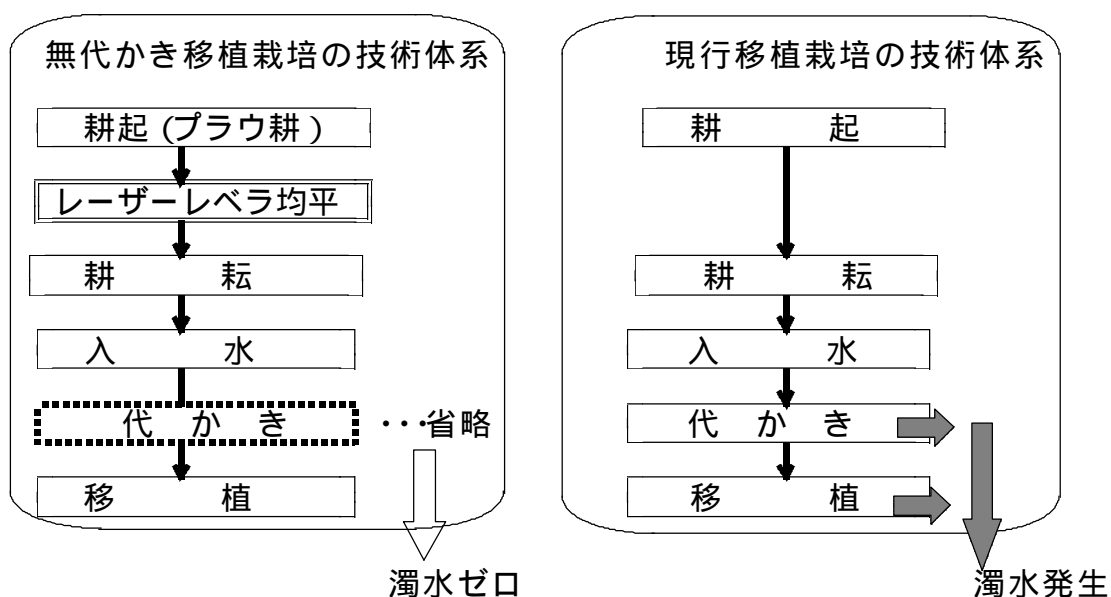 無代かき移植栽培の技術体系
耕起(プラウ耕)
レーザーレベラ均平
耕 耘
入 水
代 か き
・・・省略
移 植
濁水ゼロ
現行移植栽培の技術体系
耕 起
耕 耘
入 水
代 か き
移 植
濁水発生